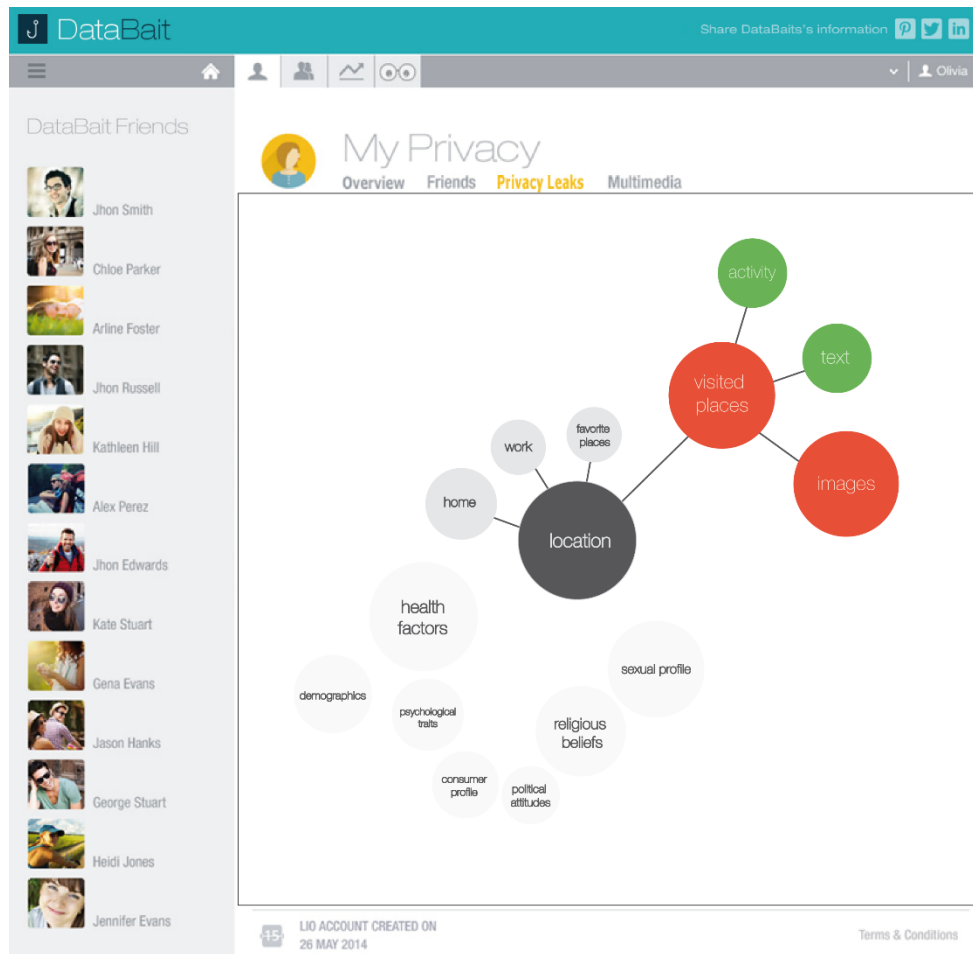 DataBait
Share DataBaits's information
Olivia
DataBait Friends
Jhon Smith
Chloe Parker
Arline Foster
Jhon Russell
Kathleen Hill
Alex Perez
Jhon Edwards
Kate Stuart
Gena Evans
Jason Hanks
George Stuart
Heidi Jones
Jennifer Evans
My Privacy
Overview Friends Privacy Leaks Multimedia
activity
text
visited
places
images
favorite
places
work
home
location
health
factors
sexual profile
demographics
psychological
traits
religious
beliefs
consumer
profile
political
attitudes
15
LIO ACCOUNT CREATED ON
26 MAY 2014
Terms & Conditions